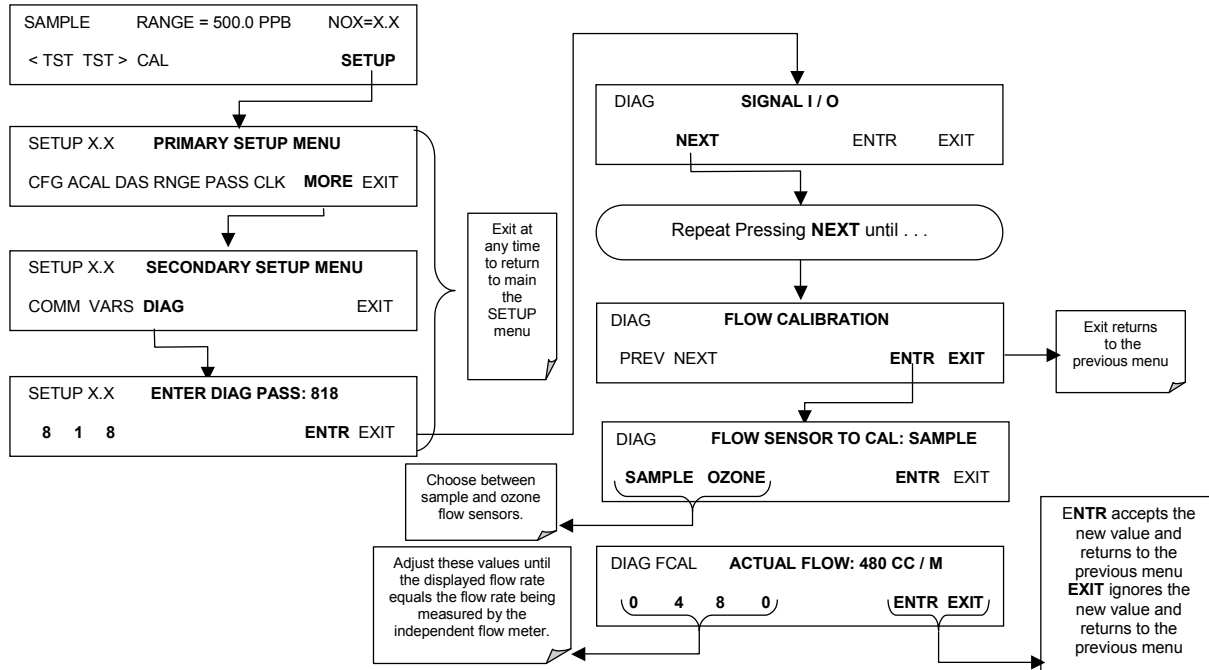 SAMPLE RANGE = 500.0 PPB NOX=X.X
< TST TST > CAL SETUP
SETUP X.X PRIMARY SETUP MENU
CFG ACAL DAS RNGE PASS CLK MORE EXIT
SETUP X.X SECONDARY SETUP MENU
COMM VARS DIAG EXIT
SETUP X.X ENTER DIAG PASS: 818
8 1 8 ENTR EXIT
Exit at
any time
to return
to main
the
SETUP
menu
DIAG SIGNAL I / O
NEXT ENTR EXIT
Repeat Pressing NEXT until . . .
DIAG FLOW CALIBRATION
PREV NEXT ENTR EXIT
Exit returns
to the
previous menu
DIAG FLOW SENSOR TO CAL: SAMPLE
SAMPLE OZONE ENTR EXIT
Choose between
sample and ozone
flow sensors.
DIAG FCAL ACTUAL FLOW: 480 CC / M
0 4 8 0 ENTR EXIT
Adjust these values until
the displayed flow rate
equals the flow rate being
measured by the
independent flow meter.
ENTR accepts the
new value and
returns to the
previous menu
EXIT ignores the
new value and
returns to the
previous menu